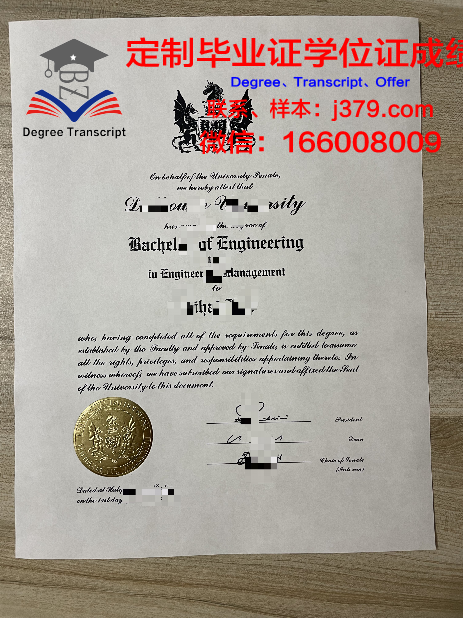 定制毕业证学位证成绩
Degree, Transcript, Offer
联系、样本：j379.com
微信：166008009
BZ
Degree Transcript
On behalf of the University Senate,
we hereby attest that
the degree of
of Engineering
in Management
to
who, having completed all of the requirements for this degree, as
established by the Faculty and approved by Senate, is entitled to assume
all the rights, privileges, and responsibilities appertaining thereto. In
witness whereof, we have subscribed our signatures and affixed the Seal
of the University to this document.
President
Dean
Chair of Senate
Dated at
on the